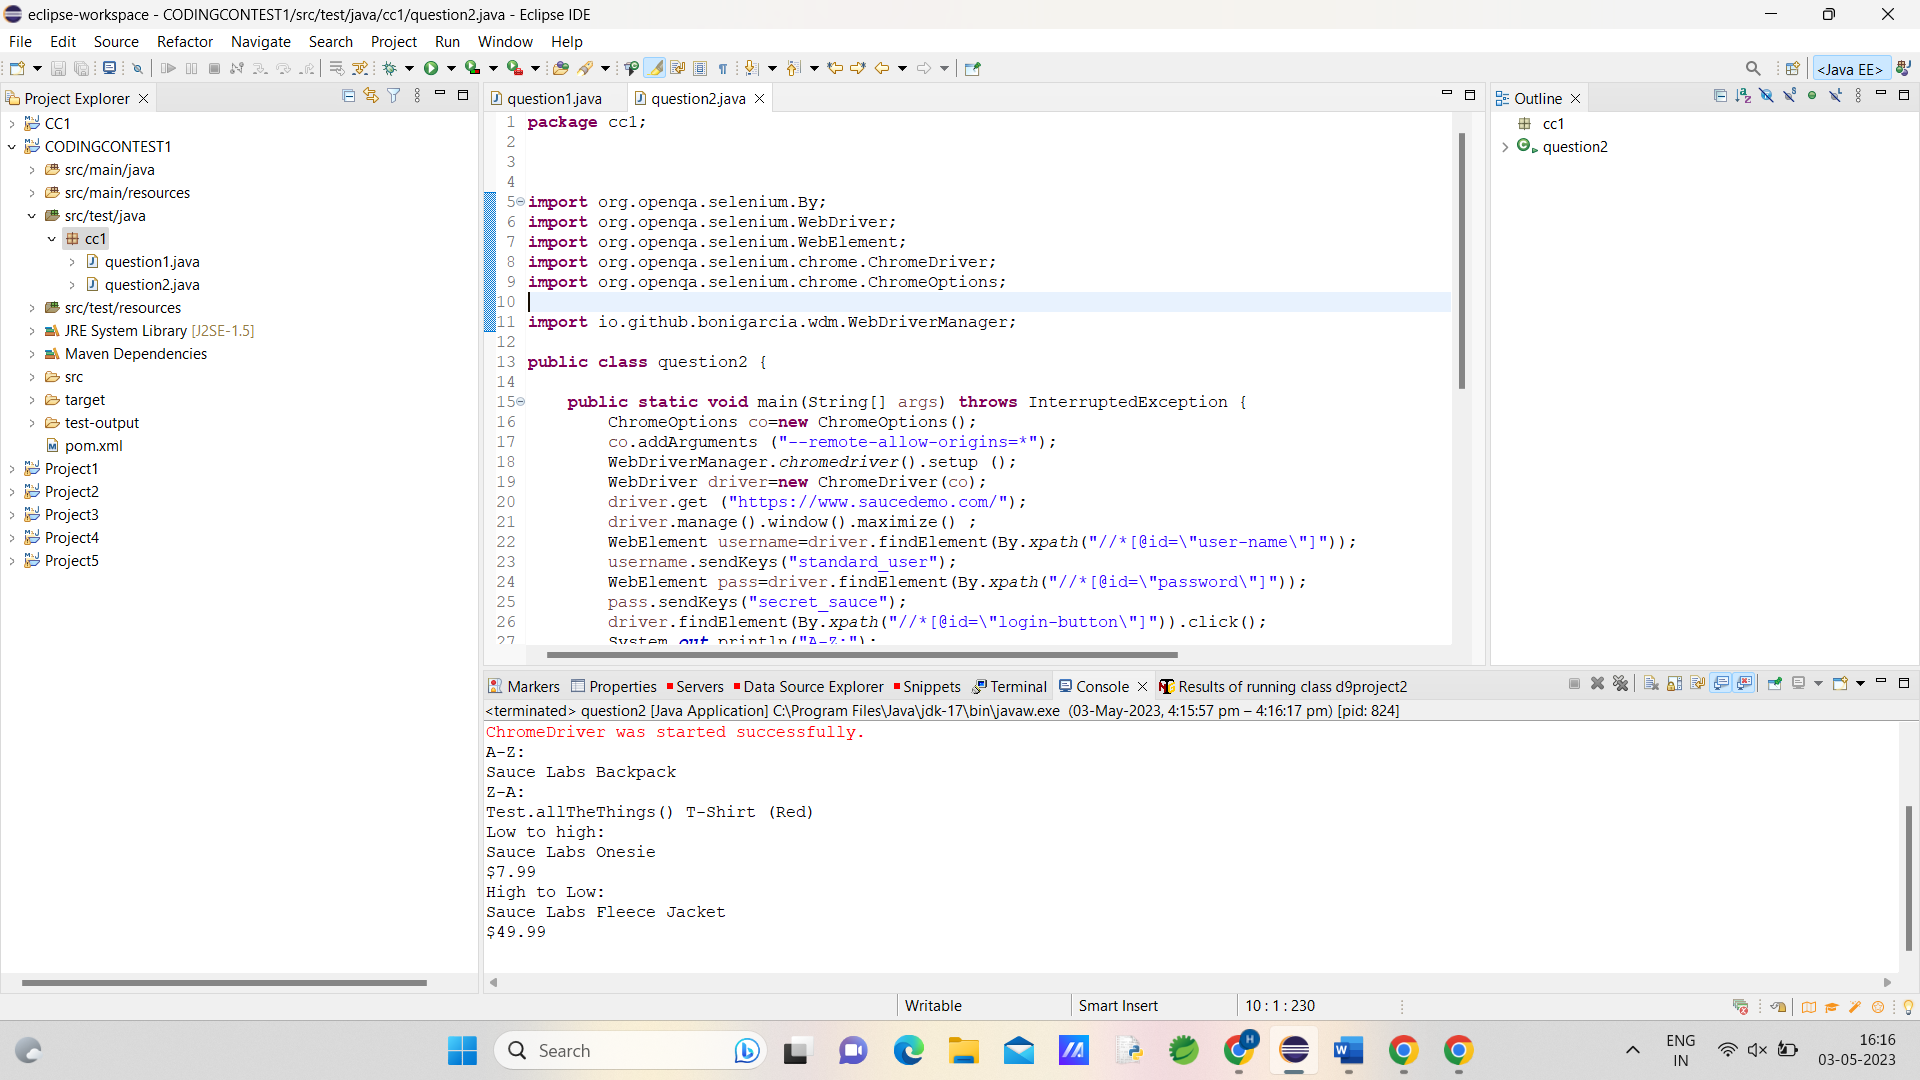 eclipse-workspace - CODINGCONTEST1/src/test/java/cc1/question2.java - Eclipse IDE
File Edit Source Refactor Navigate Search Project Run Window Help
<Java EE>
Project Explorer
CC1
CODINGCONTEST1
src/main/java
src/main/resources
src/test/java
cc1
question1.java
question2.java
src/test/resources
JRE System Library [J2SE-1.5]
Maven Dependencies
src
target
test-output
pom.xml
Project1
Project2
Project3
Project4
Project5
question1.java question2.java
1 package cc1;
2
3
4
5 import org.openqa.selenium.By;
6 import org.openqa.selenium.WebDriver;
7 import org.openqa.selenium.WebElement;
8 import org.openqa.selenium.chrome.ChromeDriver;
9 import org.openqa.selenium.chrome.ChromeOptions;
10
11 import io.github.bonigarcia.wdm.WebDriverManager;
12
13 public class question2 {
14
15 public static void main(String[] args) throws InterruptedException {
16 ChromeOptions co=new ChromeOptions();
17 co.addArguments ("--remote-allow-origins=*");
18 WebDriverManager.chromedriver().setup ();
19 WebDriver driver=new ChromeDriver(co);
20 driver.get ("https://www.saucedemo.com/");
21 driver.manage().window().maximize() ;
22 WebElement username=driver.findElement(By.xpath("//*[@id=\"user-name\"]"));
23 username.sendKeys("standard_user");
24 WebElement pass=driver.findElement(By.xpath("//*[@id=\"password\"]"));
25 pass.sendKeys("secret_sauce");
26 driver.findElement(By.xpath("//*[@id=\"login-button\"]")).click();
27 System.out.println("A-Z:");
Outline
cc1
question2
Markers Properties Servers Data Source Explorer Snippets Terminal Console Results of running class d9project2
<terminated> question2 [Java Application] C:\Program Files\Java\jdk-17\bin\javaw.exe (03-May-2023, 4:15:57 pm – 4:16:17 pm) [pid: 824]
ChromeDriver was started successfully.
A-Z:
Sauce Labs Backpack
Z-A:
Test.allTheThings() T-Shirt (Red)
Low to high:
Sauce Labs Onesie
$7.99
High to Low:
Sauce Labs Fleece Jacket
$49.99
Writable Smart Insert 10 : 1 : 230
Search
H
ENG
IN
16:16
03-05-2023